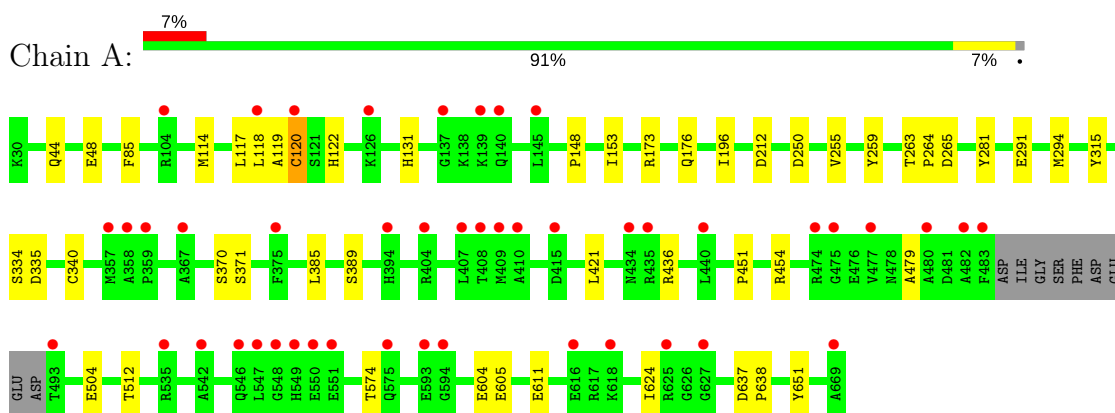 7%
Chain A:
91%
7%
K30 Q44 E48 F85 R104 M114 L117 L118 A119 C120 S121 H122 K126 H131 G137 K138 K139 Q140 L145 P148 I153 R173 Q176 I196 D212 D250 V255 Y259 T263 P264 D265 Y281 E291 M294 Y315
S334 D335 C340 M357 A358 P359 A367 S370 S371 F375 L385 S389 H394 R404 L407 T408 M409 A410 D415 L421 N434 R435 R436 L440 P451 R454 R474 G475 E476 V477 N478 A479 A480 D481 A482 F483 ASP ILE GLY SER PHE ASP GLU
GLU ASP T493 E504 T512 R535 A542 Q546 L547 G548 H549 E550 E551 T574 Q575 E593 G594 E604 E605 E611 E616 R617 K618 I624 R625 G626 G627 D637 P638 Y651 A669